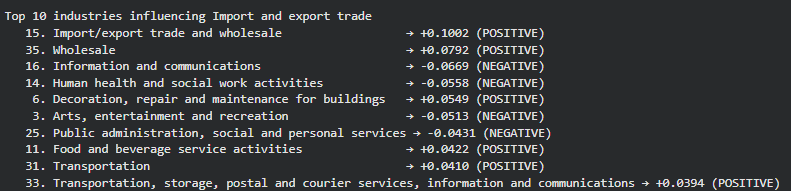 Top 10 industries influencing Import and export trade
15. Import/export trade and wholesale → +0.1002 (POSITIVE)
35. Wholesale → +0.0792 (POSITIVE)
16. Information and communications → -0.0669 (NEGATIVE)
14. Human health and social work activities → -0.0558 (NEGATIVE)
6. Decoration, repair and maintenance for buildings → +0.0549 (POSITIVE)
3. Arts, entertainment and recreation → -0.0513 (NEGATIVE)
25. Public administration, social and personal services → -0.0431 (NEGATIVE)
11. Food and beverage service activities → +0.0422 (POSITIVE)
31. Transportation → +0.0410 (POSITIVE)
33. Transportation, storage, postal and courier services, information and communications → +0.0394 (POSITIVE)